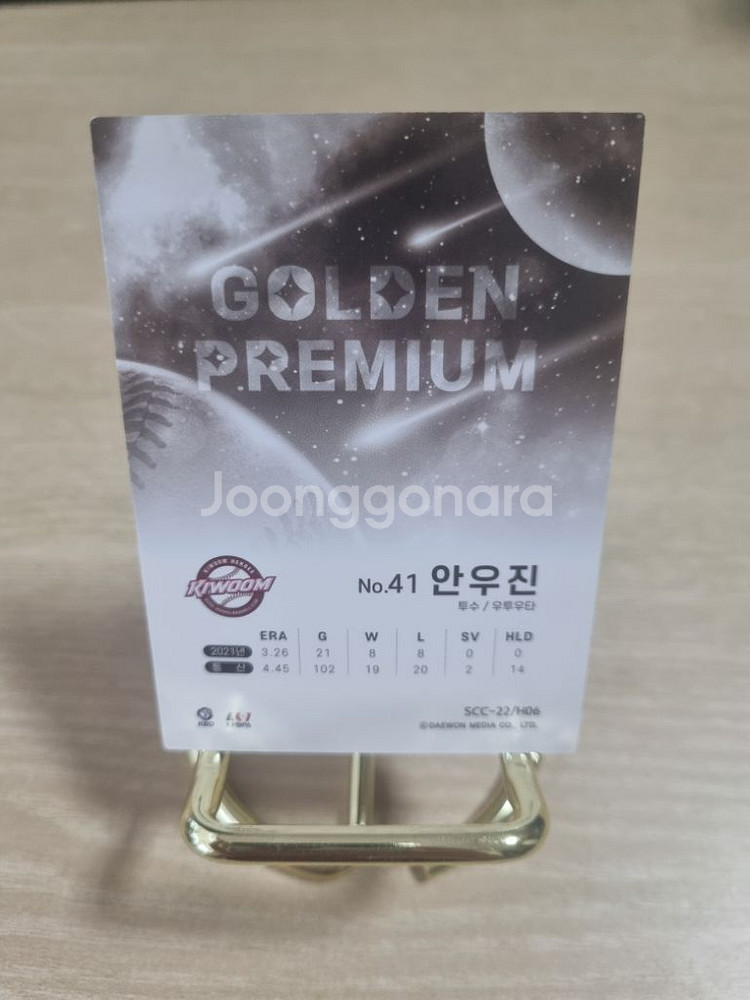 GOLDEN
PREMIUM
Joonggonara
KIWOOM
No.41 안우진
투수 / 우투우타
ERA G W L SV HLD
2021년 3.26 21 8 8 0 0
통 산 4.45 102 19 20 2 14
KBO
SCC-22/H06
©DAEWON MEDIA CO., LTD.